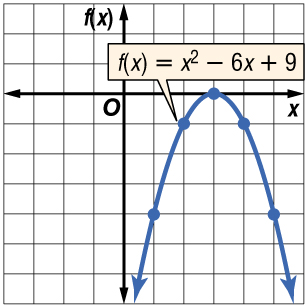 f(x)
f(x) = x² − 6x + 9
O
x